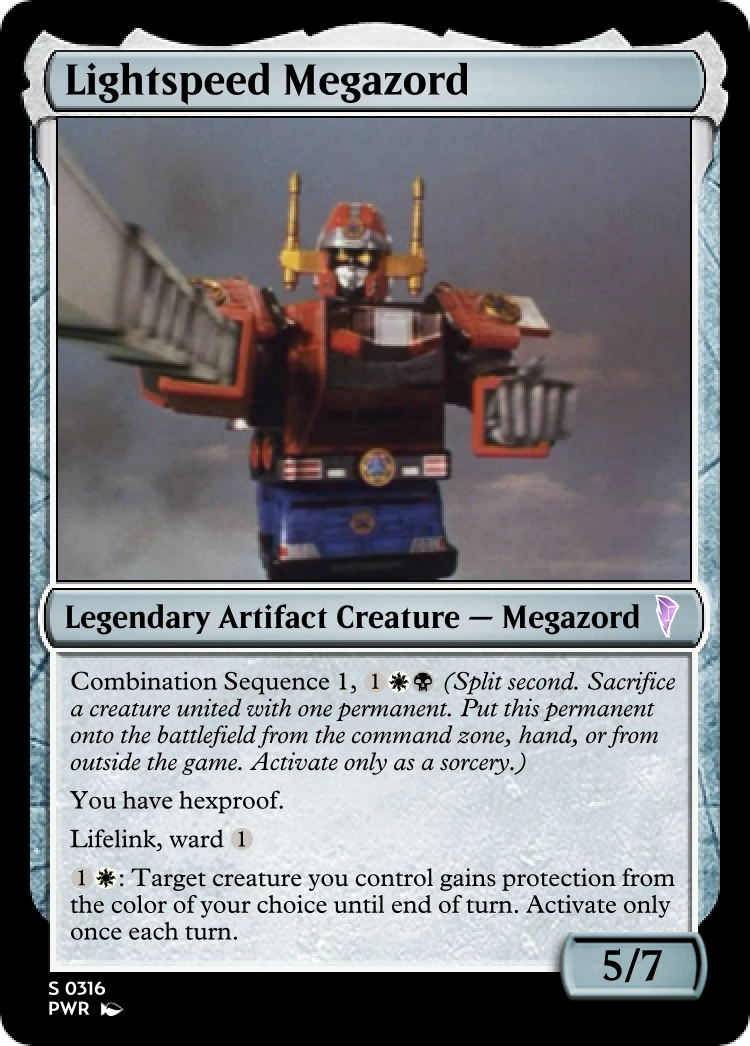 Lightspeed Megazord
Legendary Artifact Creature — Megazord
Combination Sequence 1, 1 (Split second. Sacrifice
a creature united with one permanent. Put this permanent
onto the battlefield from the command zone, hand, or from
outside the game. Activate only as a sorcery.)
You have hexproof.
Lifelink, ward 1
1 : Target creature you control gains protection from
the color of your choice until end of turn. Activate only
once each turn.
5/7
S 0316
PWR